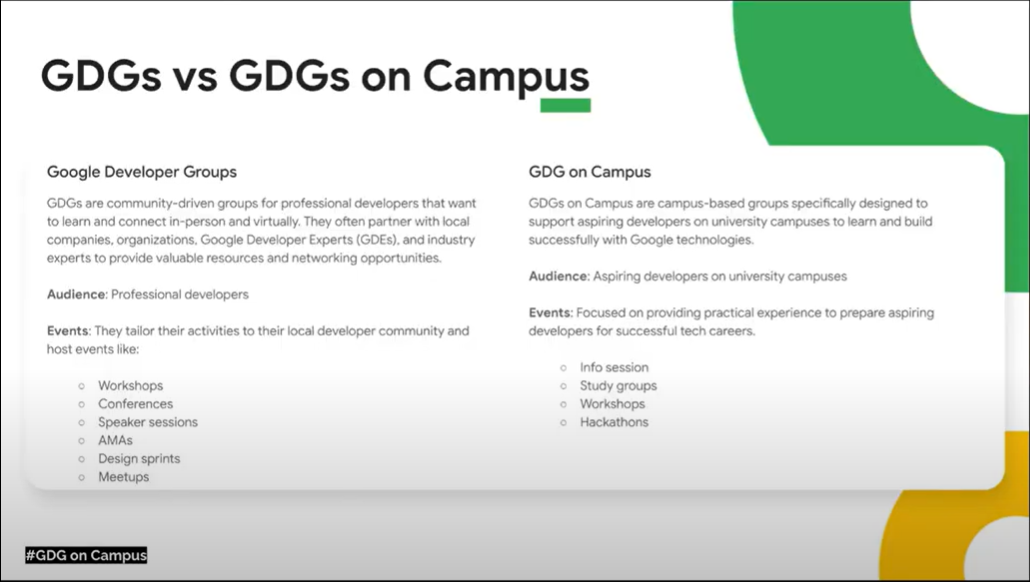 GDGs vs GDGs on Campus
Google Developer Groups
GDGs are community-driven groups for professional developers that want
to learn and connect in-person and virtually. They often partner with local
companies, organizations, Google Developer Experts (GDEs), and industry
experts to provide valuable resources and networking opportunities.
Audience: Professional developers
Events: They tailor their activities to their local developer community and
host events like:
○ Workshops
○ Conferences
○ Speaker sessions
○ AMAs
○ Design sprints
○ Meetups
GDG on Campus
GDGs on Campus are campus-based groups specifically designed to
support aspiring developers on university campuses to learn and build
successfully with Google technologies.
Audience: Aspiring developers on university campuses
Events: Focused on providing practical experience to prepare aspiring
developers for successful tech careers.
○ Info session
○ Study groups
○ Workshops
○ Hackathons
#GDG on Campus